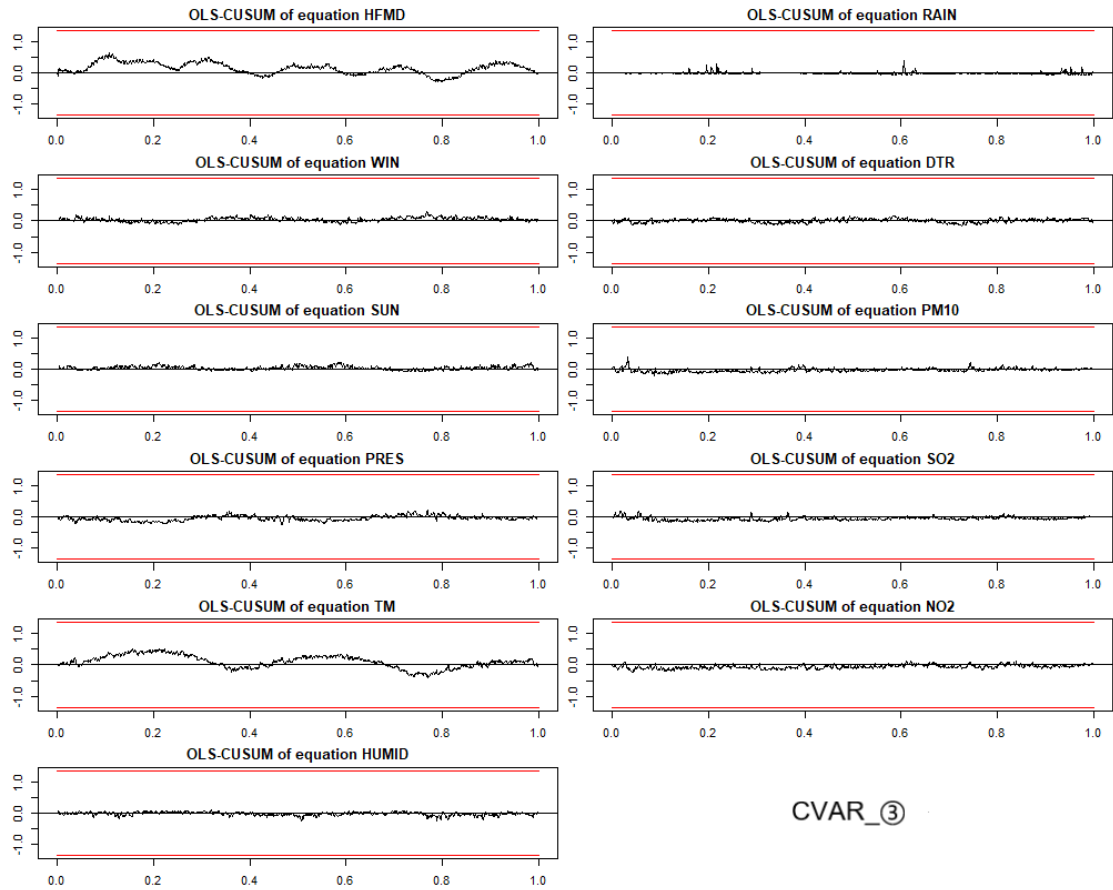 OLS-CUSUM of equation HFMD
1.0
0.0
-1.0
0.0 0.2 0.4 0.6 0.8 1.0
OLS-CUSUM of equation RAIN
1.0
0.0
-1.0
0.0 0.2 0.4 0.6 0.8 1.0
OLS-CUSUM of equation WIN
1.0
0.0
-1.0
0.0 0.2 0.4 0.6 0.8 1.0
OLS-CUSUM of equation DTR
1.0
0.0
-1.0
0.0 0.2 0.4 0.6 0.8 1.0
OLS-CUSUM of equation SUN
1.0
0.0
-1.0
0.0 0.2 0.4 0.6 0.8 1.0
OLS-CUSUM of equation PM10
1.0
0.0
-1.0
0.0 0.2 0.4 0.6 0.8 1.0
OLS-CUSUM of equation PRES
1.0
0.0
-1.0
0.0 0.2 0.4 0.6 0.8 1.0
OLS-CUSUM of equation SO2
1.0
0.0
-1.0
0.0 0.2 0.4 0.6 0.8 1.0
OLS-CUSUM of equation TM
1.0
0.0
-1.0
0.0 0.2 0.4 0.6 0.8 1.0
OLS-CUSUM of equation NO2
1.0
0.0
-1.0
0.0 0.2 0.4 0.6 0.8 1.0
OLS-CUSUM of equation HUMID
1.0
0.0
-1.0
0.0 0.2 0.4 0.6 0.8 1.0
CVAR_③